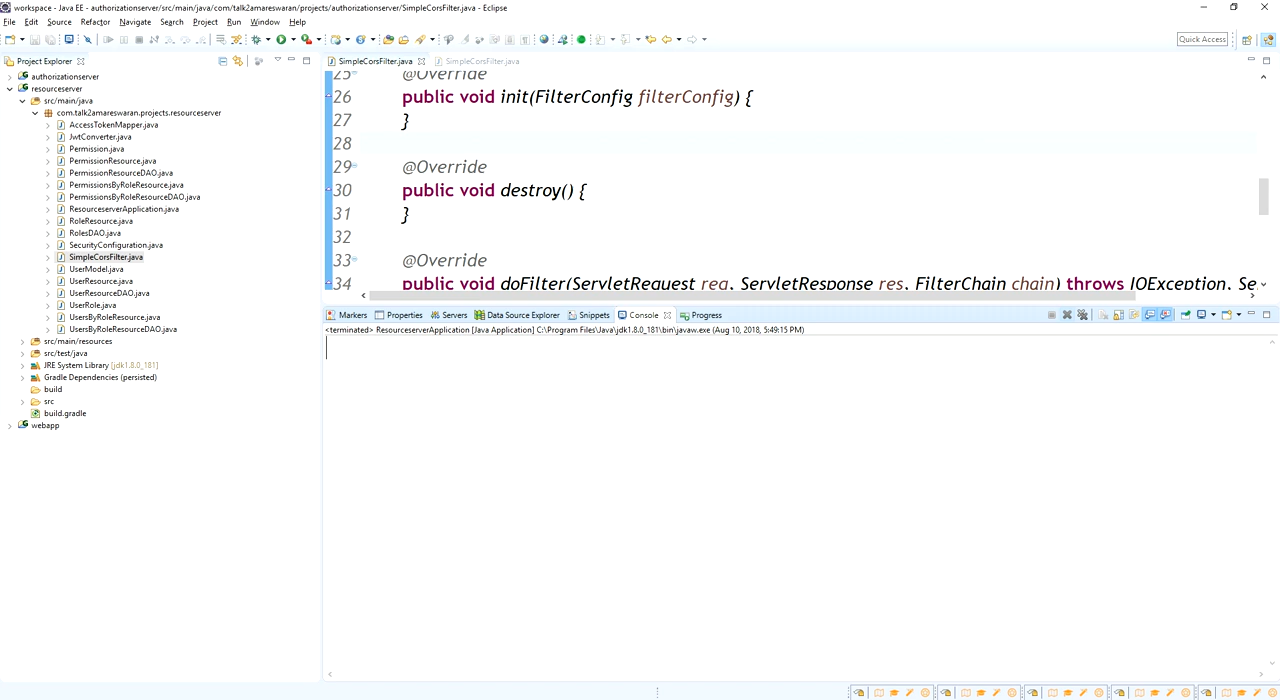 workspace - Java EE - authorizationserver/src/main/java/com/talk2amareswaran/projects/authorizationserver/SimpleCorsFilter.java - Eclipse
File Edit Source Refactor Navigate Search Project Run Window Help
Quick Access
Project Explorer
authorizationserver
resourceserver
src/main/java
com.talk2amareswaran.projects.resourceserver
AccessTokenMapper.java
JwtConverter.java
Permission.java
PermissionResource.java
PermissionResourceDAO.java
PermissionsByRoleResource.java
PermissionsByRoleResourceDAO.java
ResourceserverApplication.java
RoleResource.java
RolesDAO.java
SecurityConfiguration.java
SimpleCorsFilter.java
UserModel.java
UserResource.java
UserResourceDAO.java
UserRole.java
UsersByRoleResource.java
UsersByRoleResourceDAO.java
src/main/resources
src/test/java
JRE System Library [jdk1.8.0_181]
Gradle Dependencies (persisted)
build
src
build.gradle
webapp
SimpleCorsFilter.java SimpleCorsFilter.java
25 @Override
26 public void init(FilterConfig filterConfig) {
27 }
28
29 @Override
30 public void destroy() {
31 }
32
33 @Override
34 public void doFilter(ServletRequest req, ServletResponse res, FilterChain chain) throws IOException, Se
Markers Properties Servers Data Source Explorer Snippets Console Progress
<terminated> ResourceserverApplication [Java Application] C:\Program Files\Java\jdk1.8.0_181\bin\javaw.exe (Aug 10, 2018, 5:49:15 PM)